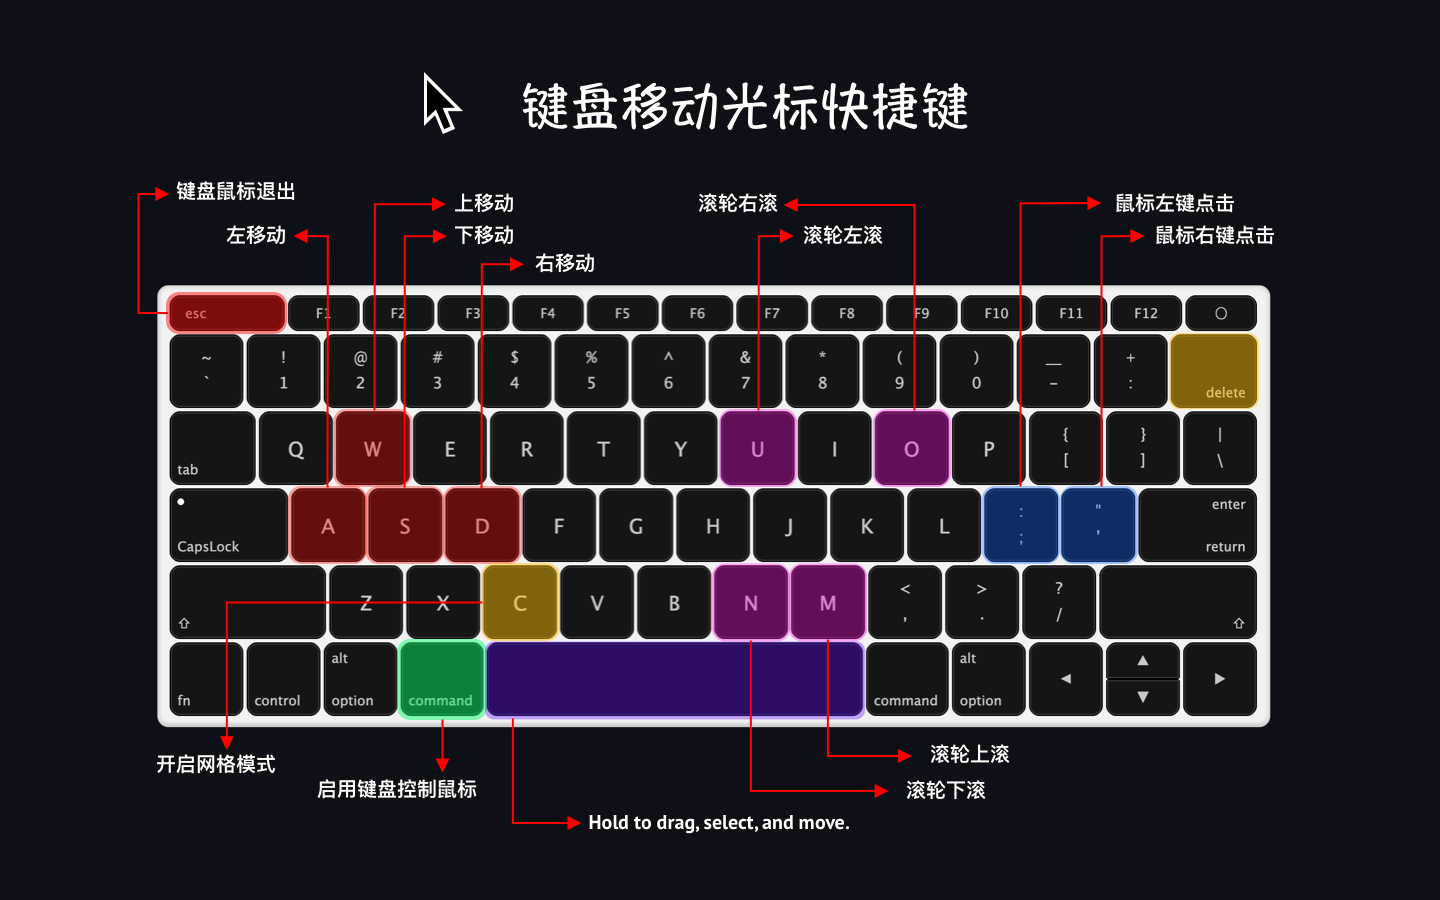 键盘移动光标快捷键
键盘鼠标退出
上移动
滚轮右滚
鼠标左键点击
左移动
下移动
滚轮左滚
鼠标右键点击
右移动
esc F1 F2 F3 F4 F5 F6 F7 F8 F9 F10 F11 F12
~ ! @ # $ % ^ & * ( ) — +
` 1 2 3 4 5 6 7 8 9 0 - : delete
tab Q W E R T Y U I O P { [ } ] | \
CapsLock A S D F G H J K L : ; " ' enter return
⇧ Z X C V B N M < , > . ? / ⇧
fn control alt option command command alt option ◀ ▲ ▼ ▶
开启网格模式
启用键盘控制鼠标
滚轮上滚
滚轮下滚
Hold to drag, select, and move.